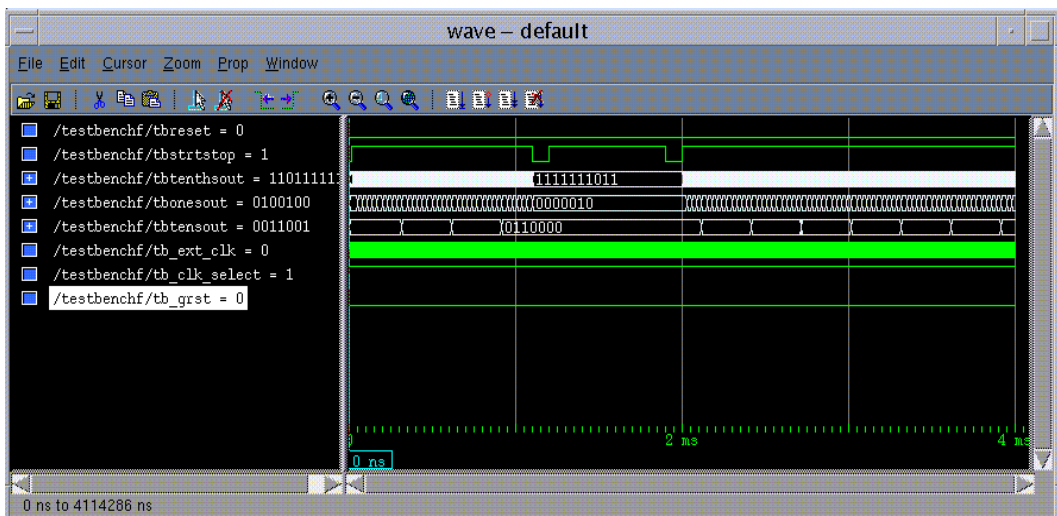 wave – default
File Edit Cursor Zoom Prop Window
/testbenchf/tbreset = 0
/testbenchf/tbstrtstop = 1
/testbenchf/tbtenthsout = 110111111 1111111011
/testbenchf/tbonesout = 0100100 0000010
/testbenchf/tbtensout = 0011001 0110000
/testbenchf/tb_ext_clk = 0
/testbenchf/tb_clk_select = 1
/testbenchf/tb_grst = 0
2 ms 4 ms
0 ns
0 ns to 4114286 ns